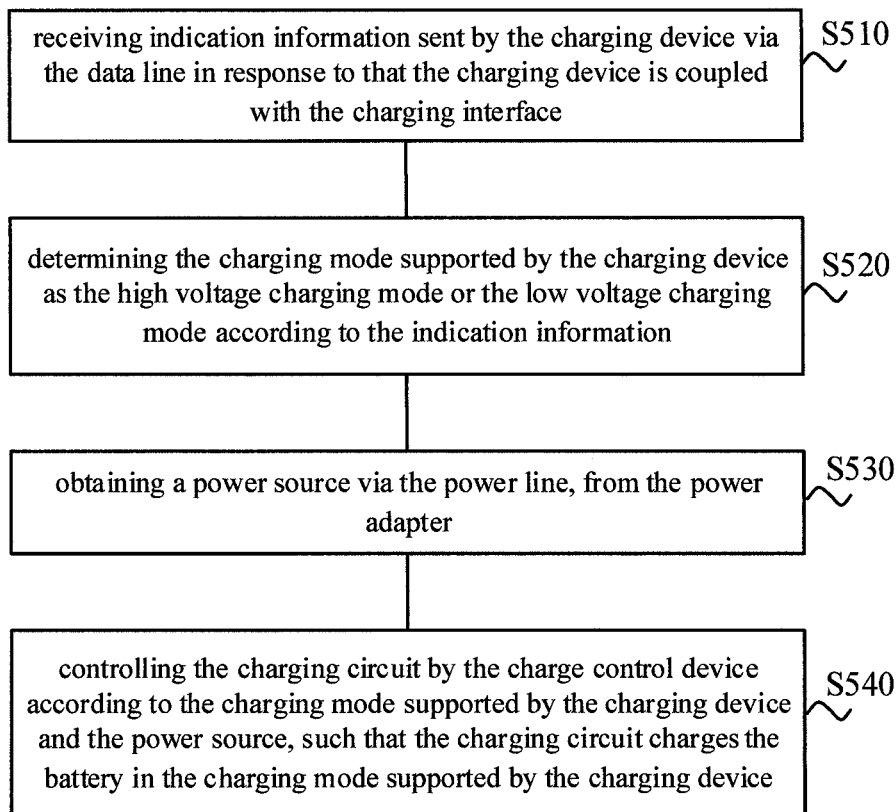 receiving indication information sent by the charging device via
the data line in response to that the charging device is coupled
with the charging interface
S510
determining the charging mode supported by the charging device
as the high voltage charging mode or the low voltage charging
mode according to the indication information
S520
obtaining a power source via the power line, from the power
adapter
S530
controlling the charging circuit by the charge control device
according to the charging mode supported by the charging device
and the power source, such that the charging circuit charges the
battery in the charging mode supported by the charging device
S540